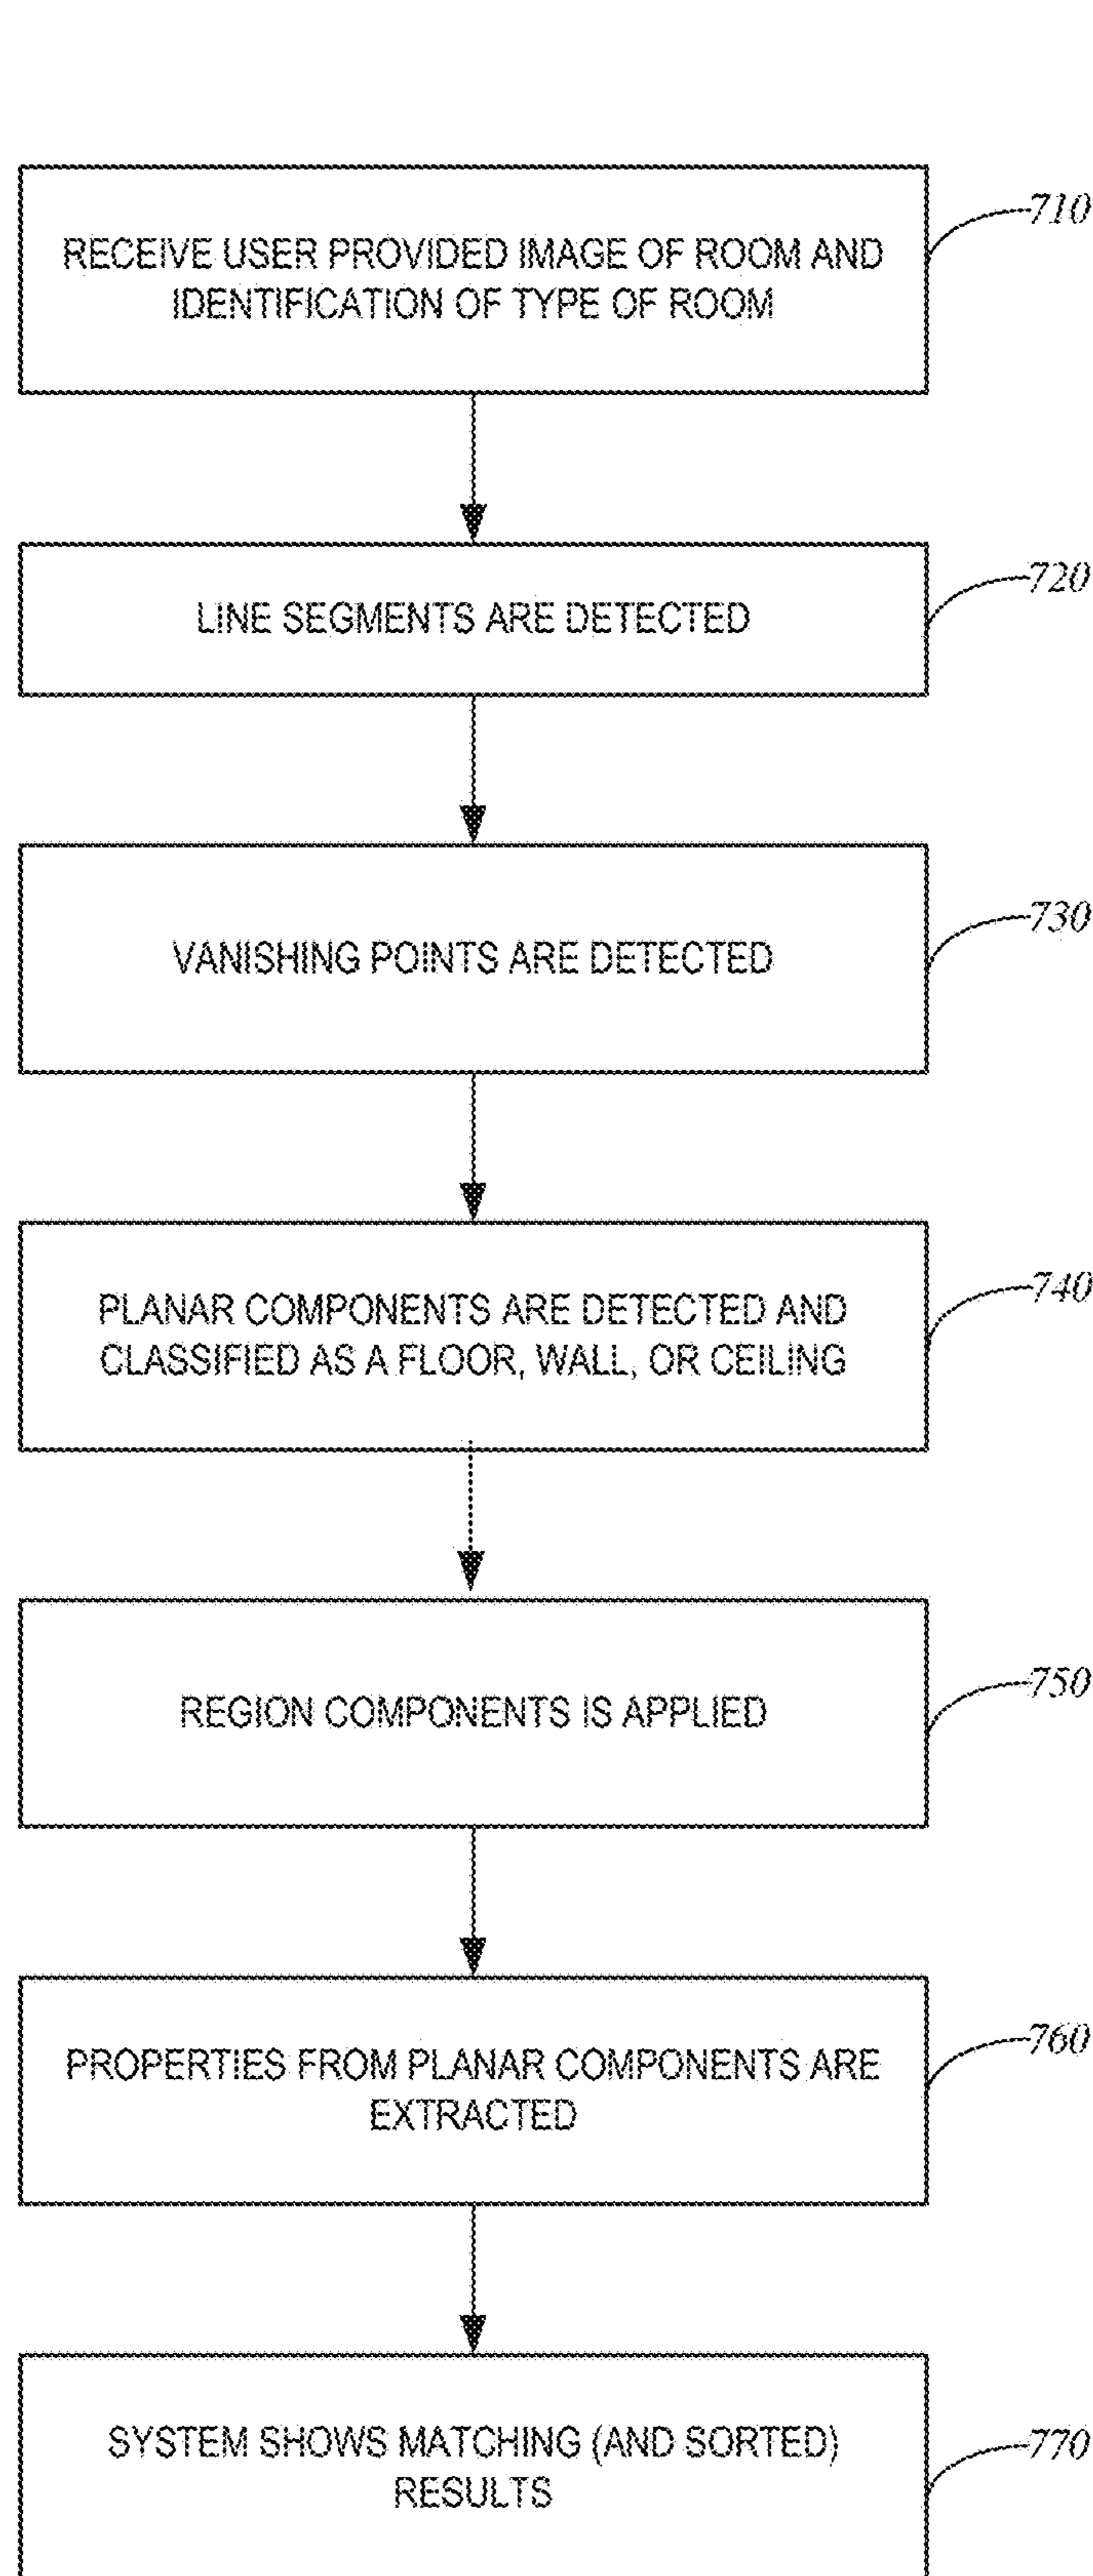 710
RECEIVE USER PROVIDED IMAGE OF ROOM AND
IDENTIFICATION OF TYPE OF ROOM
720
LINE SEGMENTS ARE DETECTED
730
VANISHING POINTS ARE DETECTED
740
PLANAR COMPONENTS ARE DETECTED AND
CLASSIFIED AS A FLOOR, WALL, OR CEILING
750
REGION COMPONENTS IS APPLIED
760
PROPERTIES FROM PLANAR COMPONENTS ARE
EXTRACTED
770
SYSTEM SHOWS MATCHING (AND SORTED)
RESULTS